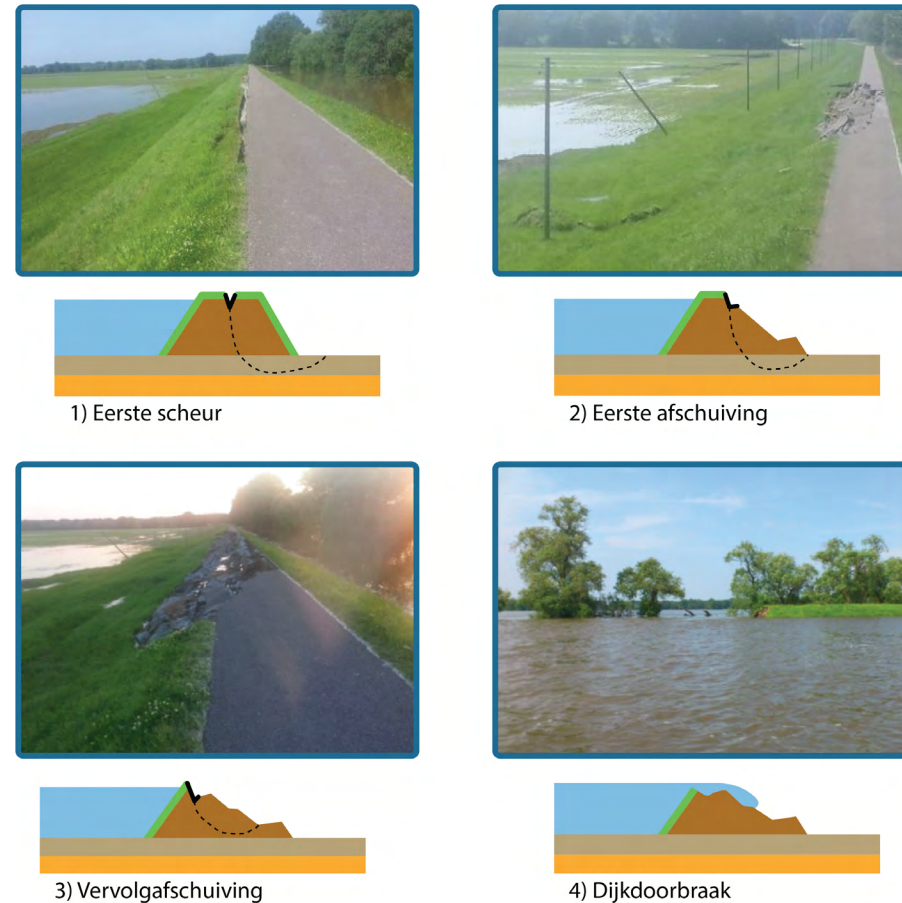 1) Eerste scheur
2) Eerste afschuiving
3) Vervolgafschuiving
4) Dijkdoorbraak